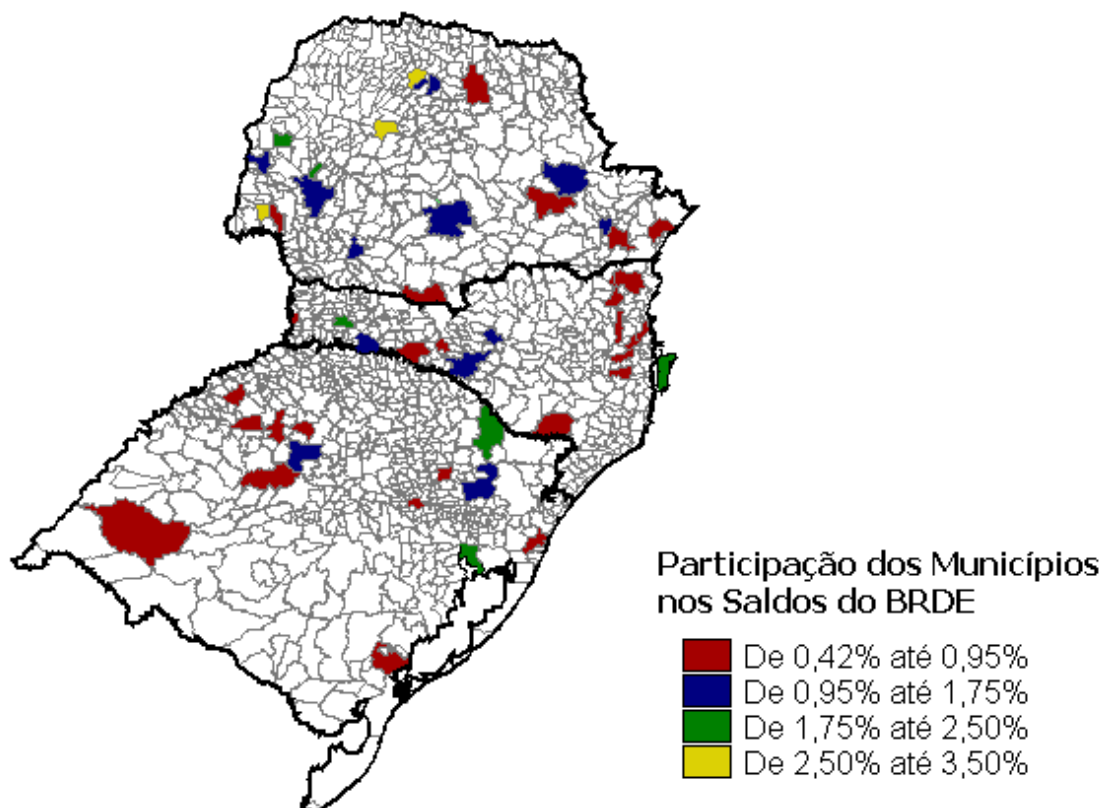 Participação dos Municípios
nos Saldos do BRDE
De 0,42% até 0,95%
De 0,95% até 1,75%
De 1,75% até 2,50%
De 2,50% até 3,50%